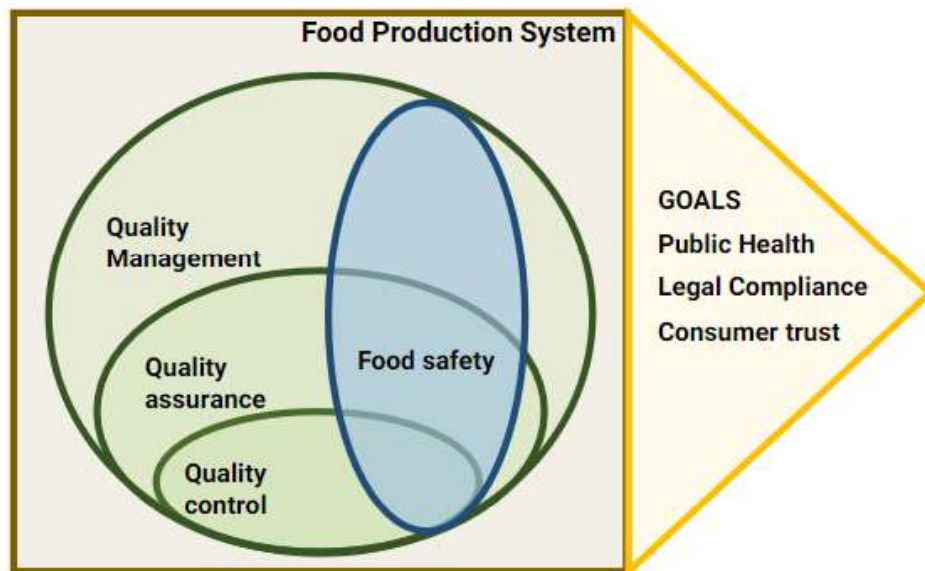 Food Production System
Quality
Management
Quality
assurance
Food safety
Quality
control
GOALS
Public Health
Legal Compliance
Consumer trust